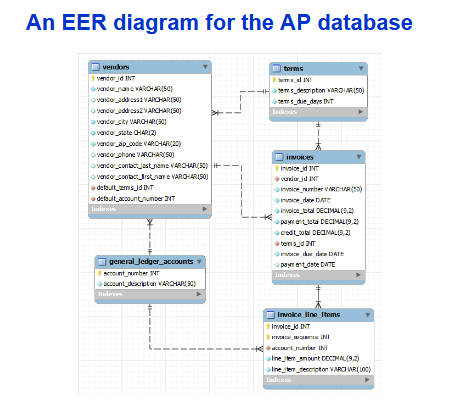 An EER diagram for the AP database
vendors
vendor_id INT
vendor_name VARCHAR(50)
vendor_address1 VARCHAR(50)
vendor_address2 VARCHAR(50)
vendor_city VARCHAR(50)
vendor_state CHAR(2)
vendor_zip_code VARCHAR(20)
vendor_phone VARCHAR(50)
vendor_contact_last_name VARCHAR(50)
vendor_contact_first_name VARCHAR(50)
default_terms_id INT
default_account_number INT
Indexes
terms
terms_id INT
terms_description VARCHAR(50)
terms_due_days INT
Indexes
invoices
invoice_id INT
vendor_id INT
invoice_number VARCHAR(50)
invoice_date DATE
invoice_total DECIMAL(9,2)
payment_total DECIMAL(9,2)
credit_total DECIMAL(9,2)
terms_id INT
invoice_due_date DATE
payment_date DATE
Indexes
general_ledger_accounts
account_number INT
account_description VARCHAR(50)
Indexes
invoice_line_items
invoice_id INT
invoice_sequence INT
account_number INT
line_item_amount DECIMAL(9,2)
line_item_description VARCHAR(100)
Indexes